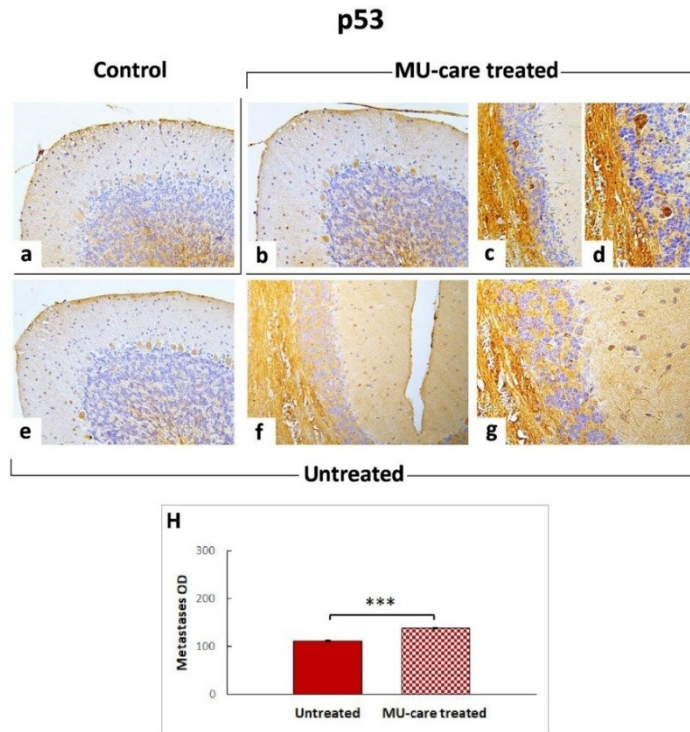 p53
Control
MU-care treated
a
b
c
d
e
f
g
Untreated
H
Metastases OD
300
200
100
0
***
Untreated
MU-care treated